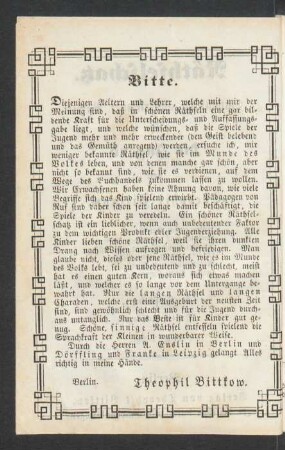 Bitte.
Diejenigen Aeltern und Lehrer, welche mit mir der
Meinung sind, daß in schönen Räthseln eine gar bil-
dende Kraft für die Unterscheidungs- und Auffassungs-
gabe liegt, und welche wünschen, daß die Spiele der
Jugend mehr und mehr erweckender (den Geist belebend
und das Gemüth anregend) werden, ersuche ich, mir
weniger bekannte Räthsel, wie sie im Munde des
Volkes leben, und von denen manche gar schön, aber
nicht so bekannt sind, wie sie es verdienen, auf dem
Wege des Buchhandels zukommen lassen zu wollen.
Wir Erwachsenen haben keine Ahnung davon, wie viele
Begriffe sich das Kind spielend erwirbt. Pädagogen von
Ruf sind daher schon seit lange damit beschäftigt, die
Spiele der Kinder zu veredeln. Ein schöner Räthsel-
schatz ist ein lieblicher, wenn auch unbedeutender Factor
zu dem wichtigen Product einer Jugenderziehung. Alle
Kinder lieben schöne Räthsel, weil sie ihren dunklen
Drang nach Wissen aufregen und befriedigen. Man
glaube nicht, dieses oder jene Räthsel, wie es im Munde
des Volks lebt, sei zu unbedeutend und zu schlecht, meist
hat es einen guten Kern, woraus sich etwas machen
läßt, und welcher es so lange vor dem Untergange be-
wahrt hat. Nur die langen Räthsel und langen
Charaden, welche erst eine Ausgeburt der neusten Zeit
sind, sind gewöhnlich schlecht und für die Jugend durch-
aus untauglich. Nur das Beste ist für Kinder gut ge-
nug. Schöne, sinnige Räthsel entfesseln spielend die
Sprachkraft der Kleinen in wunderbarer Weise.
Durch die Herren A. Enslin in Berlin und
Dörffling und Franke in Leipzig gelangt Alles
richtig in meine Hände.
Berlin. Theophil Bittkow.